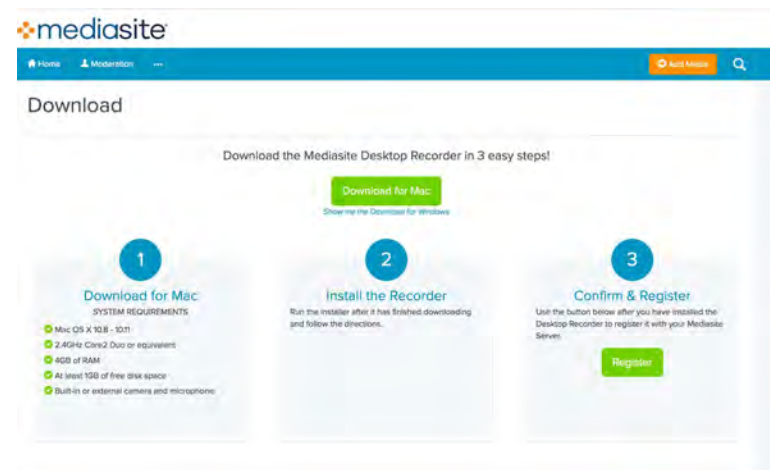 mediasite
Home Moderation ...
Add Media
Download
Download the Mediasite Desktop Recorder in 3 easy steps!
Download for Mac
Show me the Download for Windows
1
Download for Mac
SYSTEM REQUIREMENTS
Mac OS X 10.8 - 10.11
2.4GHz Core2 Duo or equivalent
4GB of RAM
At least 1GB of free disk space
Built-in or external camera and microphone
2
Install the Recorder
Run the installer after it has finished downloading
and follow the directions.
3
Confirm & Register
Use the button below after you have installed the
Desktop Recorder to register it with your Mediasite
Server.
Register